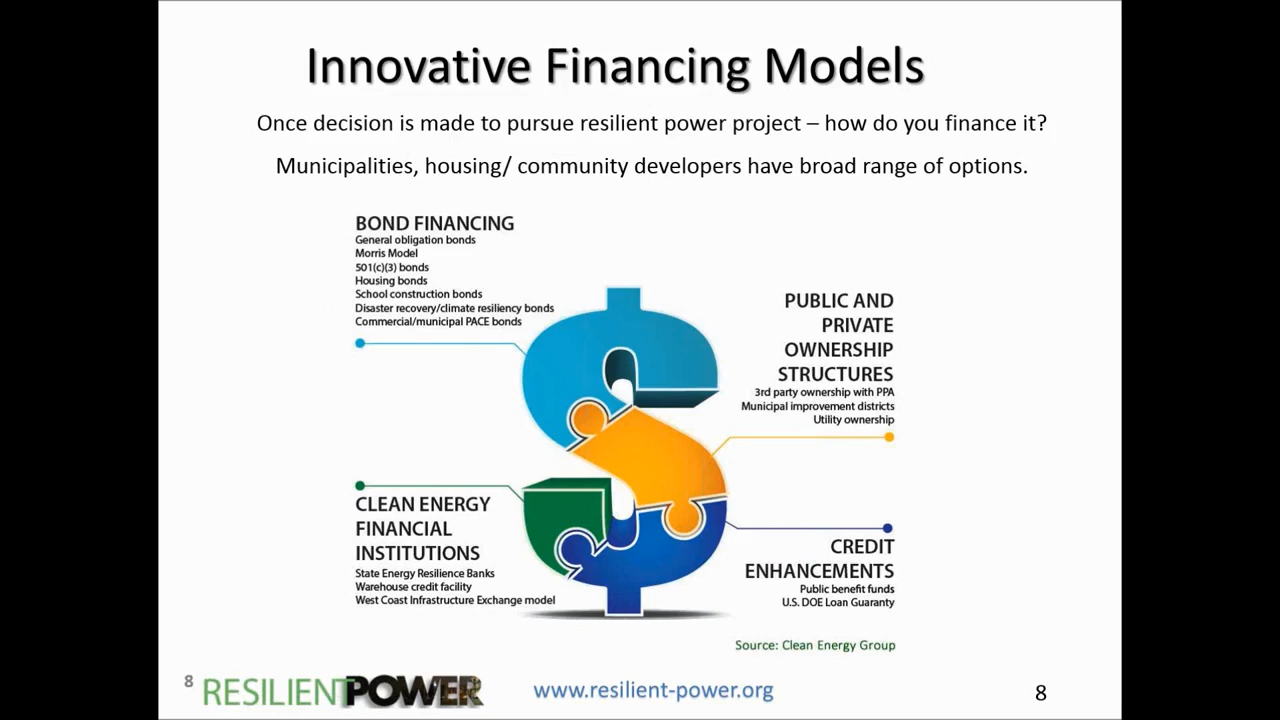 Innovative Financing Models
Once decision is made to pursue resilient power project – how do you finance it?
Municipalities, housing/ community developers have broad range of options.
BOND FINANCING
General obligation bonds
Morris Model
501(c)(3) bonds
Housing bonds
School construction bonds
Disaster recovery/climate resiliency bonds
Commercial/municipal PACE bonds
PUBLIC AND
PRIVATE
OWNERSHIP
STRUCTURES
3rd party ownership with PPA
Municipal improvement districts
Utility ownership
CLEAN ENERGY
FINANCIAL
INSTITUTIONS
State Energy Resilience Banks
Warehouse credit facility
West Coast Infrastructure Exchange model
CREDIT
ENHANCEMENTS
Public benefit funds
U.S. DOE Loan Guaranty
Source: Clean Energy Group
8
RESILIENTPOWER
www.resilient-power.org
8